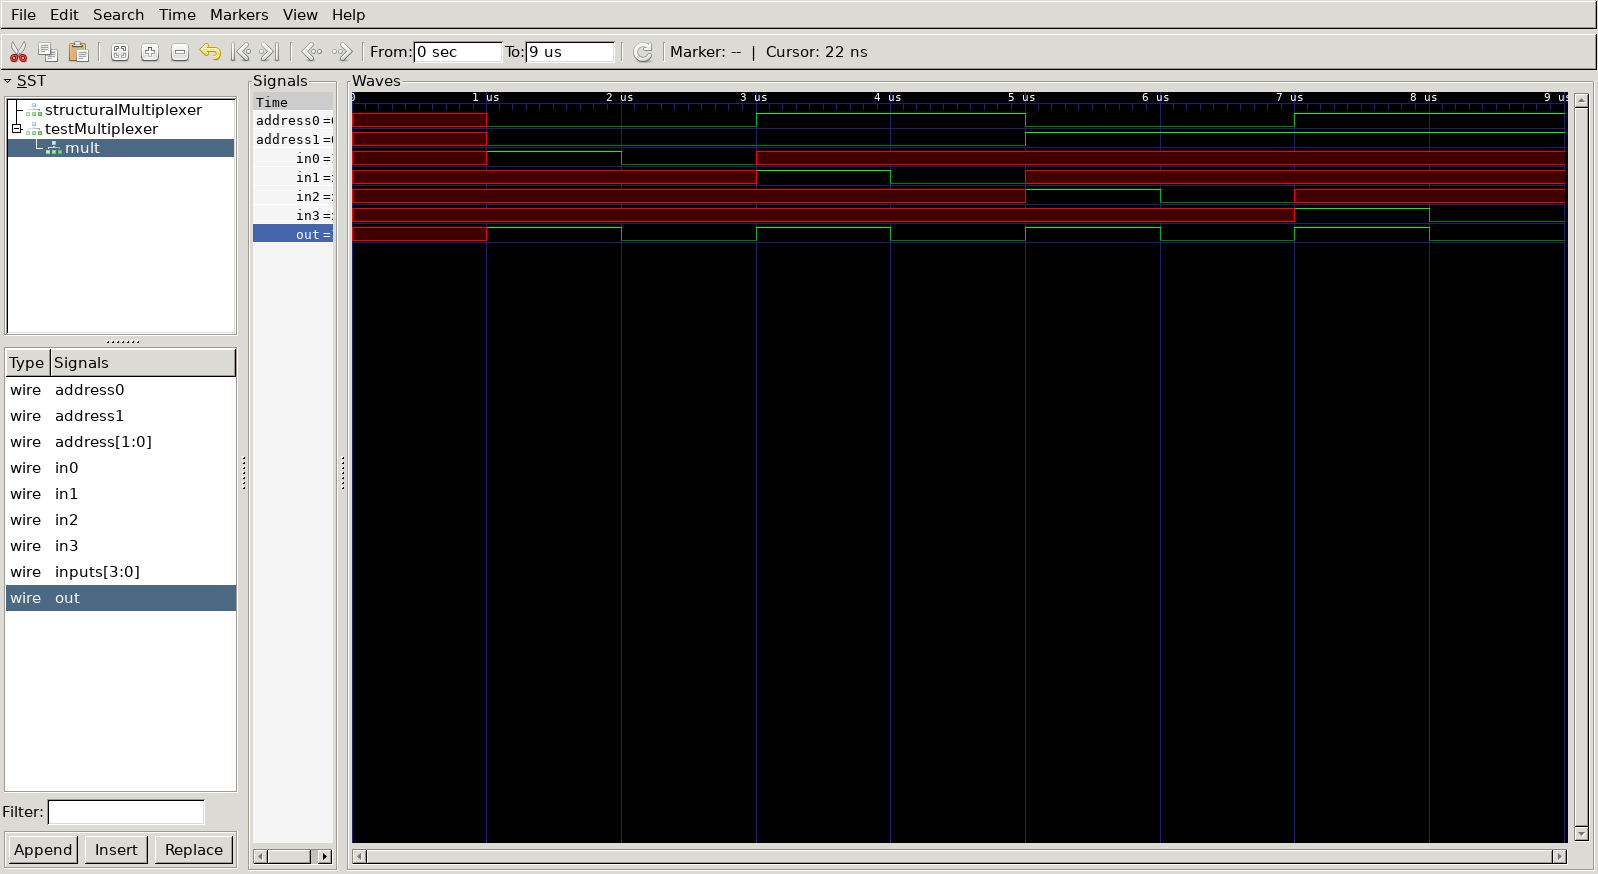 File Edit Search Time Markers View Help
From: 0 sec To: 9 us Marker: -- | Cursor: 22 ns
SST
structuralMultiplexer
testMultiplexer
mult
Type Signals
wire address0
wire address1
wire address[1:0]
wire in0
wire in1
wire in2
wire in3
wire inputs[3:0]
wire out
Filter:
Append Insert Replace
Signals
Time
address0 =
address1 =
in0 =
in1 =
in2 =
in3 =
out =
Waves
0 1 us 2 us 3 us 4 us 5 us 6 us 7 us 8 us 9 us